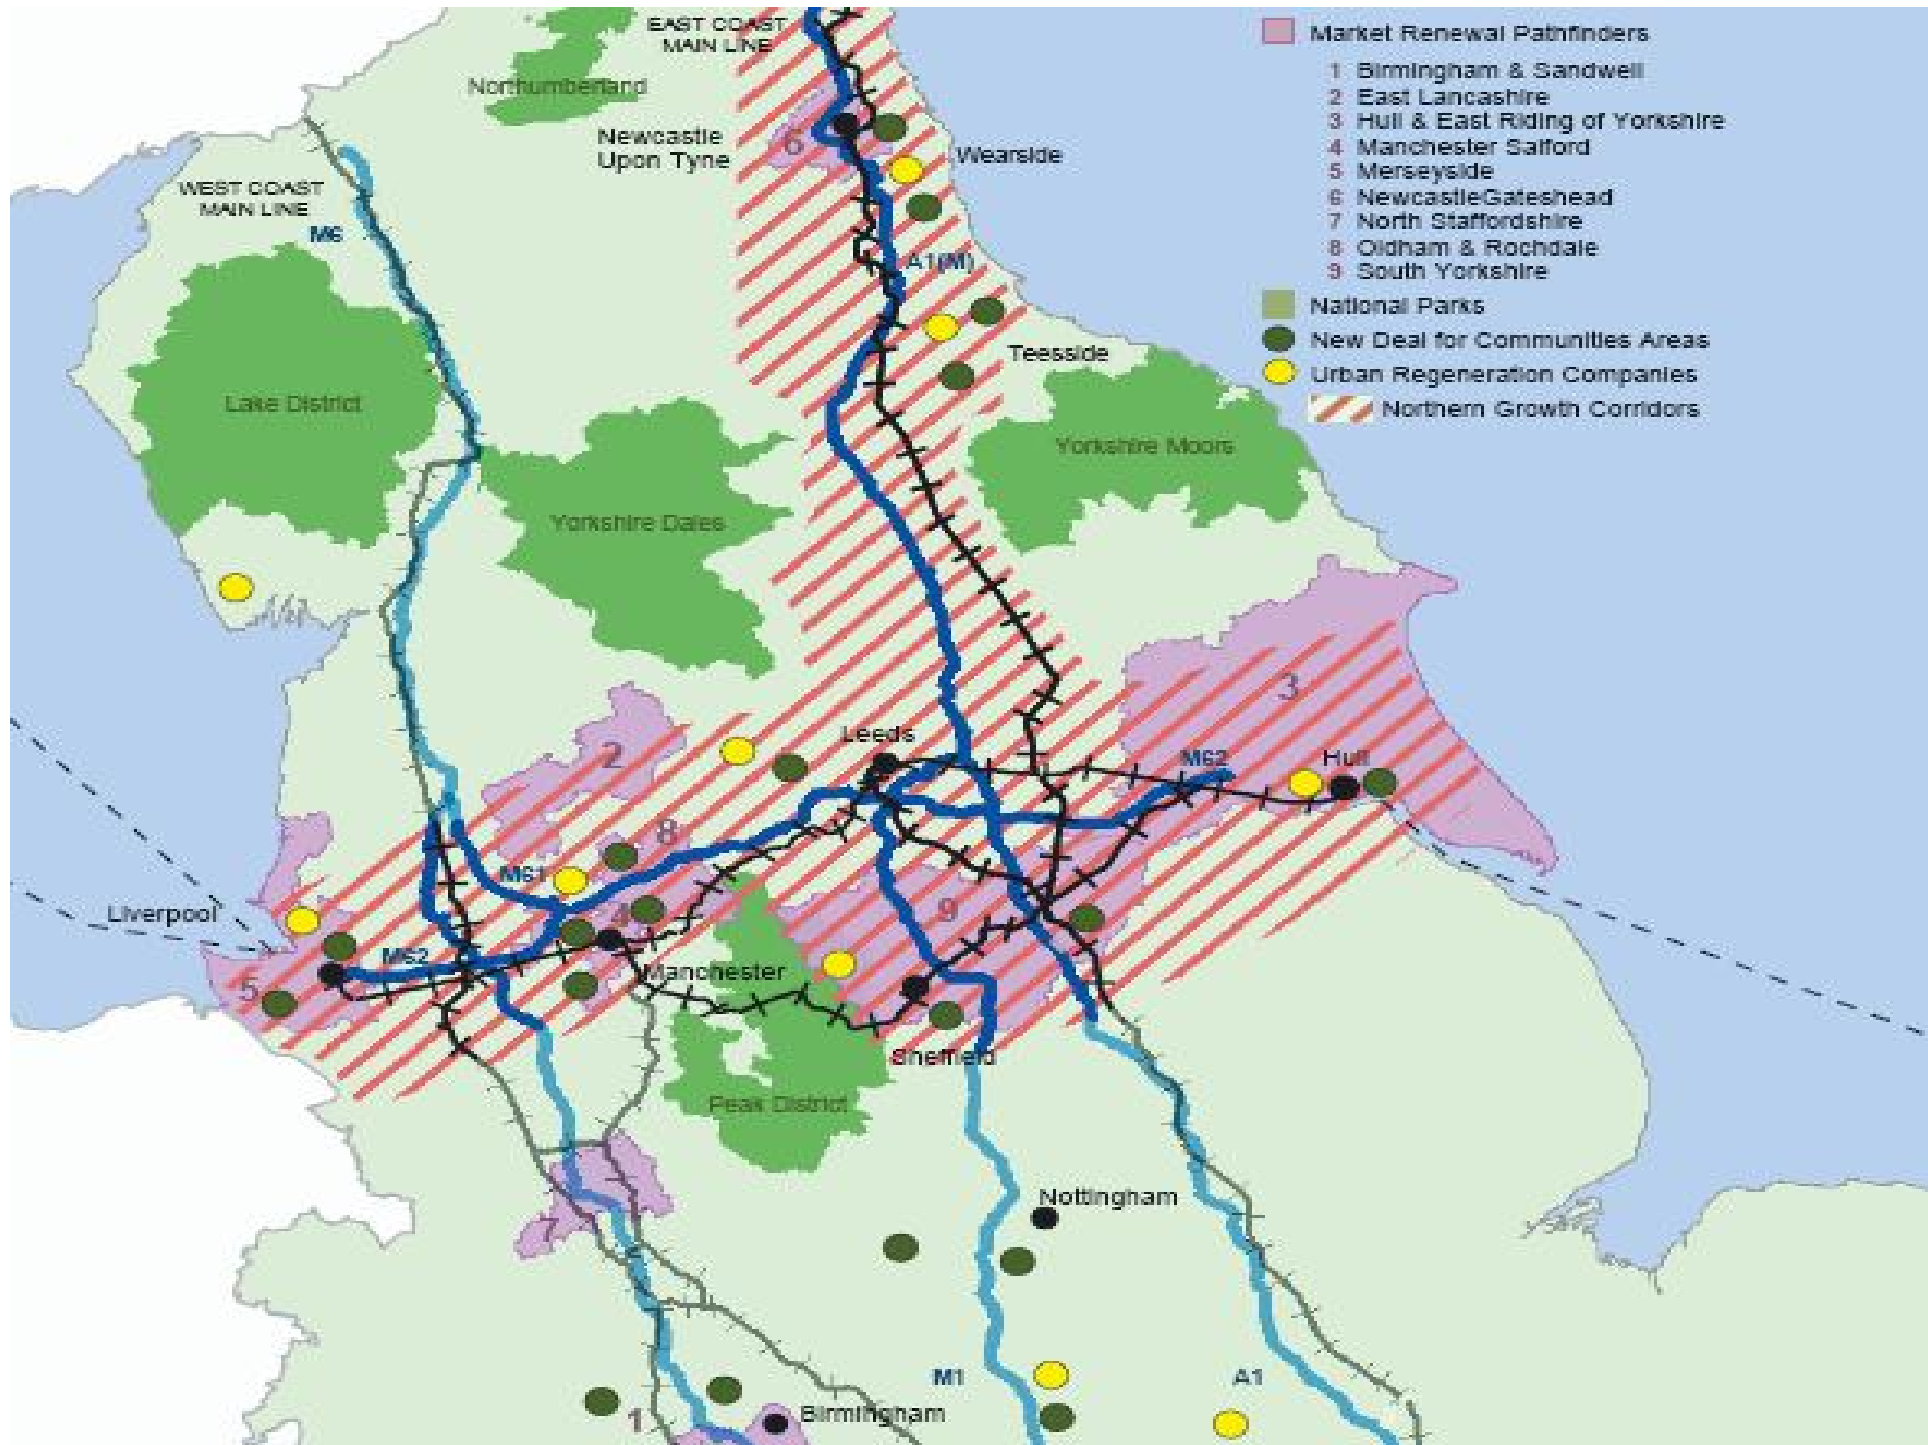 EAST COAST
MAIN LINE
Northumberland
Newcastle
Upon Tyne
6
Wearside
WEST COAST
MAIN LINE
M6
A1(M)
Teesside
Lake District
Yorkshire Dales
Yorkshire Moors
Market Renewal Pathfinders
1 Birmingham & Sandwell
2 East Lancashire
3 Hull & East Riding of Yorkshire
4 Manchester Salford
5 Merseyside
6 NewcastleGateshead
7 North Staffordshire
8 Oldham & Rochdale
9 South Yorkshire
National Parks
New Deal for Communities Areas
Urban Regeneration Companies
Northern Growth Corridors
3
2
Leeds
M62
Hull
8
M61
Liverpool
4
9
M62
Manchester
5
Sheffield
Peak District
7
Nottingham
M1
A1
1
Birmingham